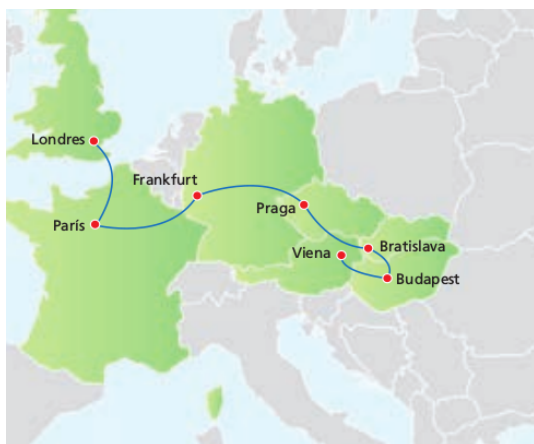 Londres
Frankfurt
París
Praga
Viena
Bratislava
Budapest